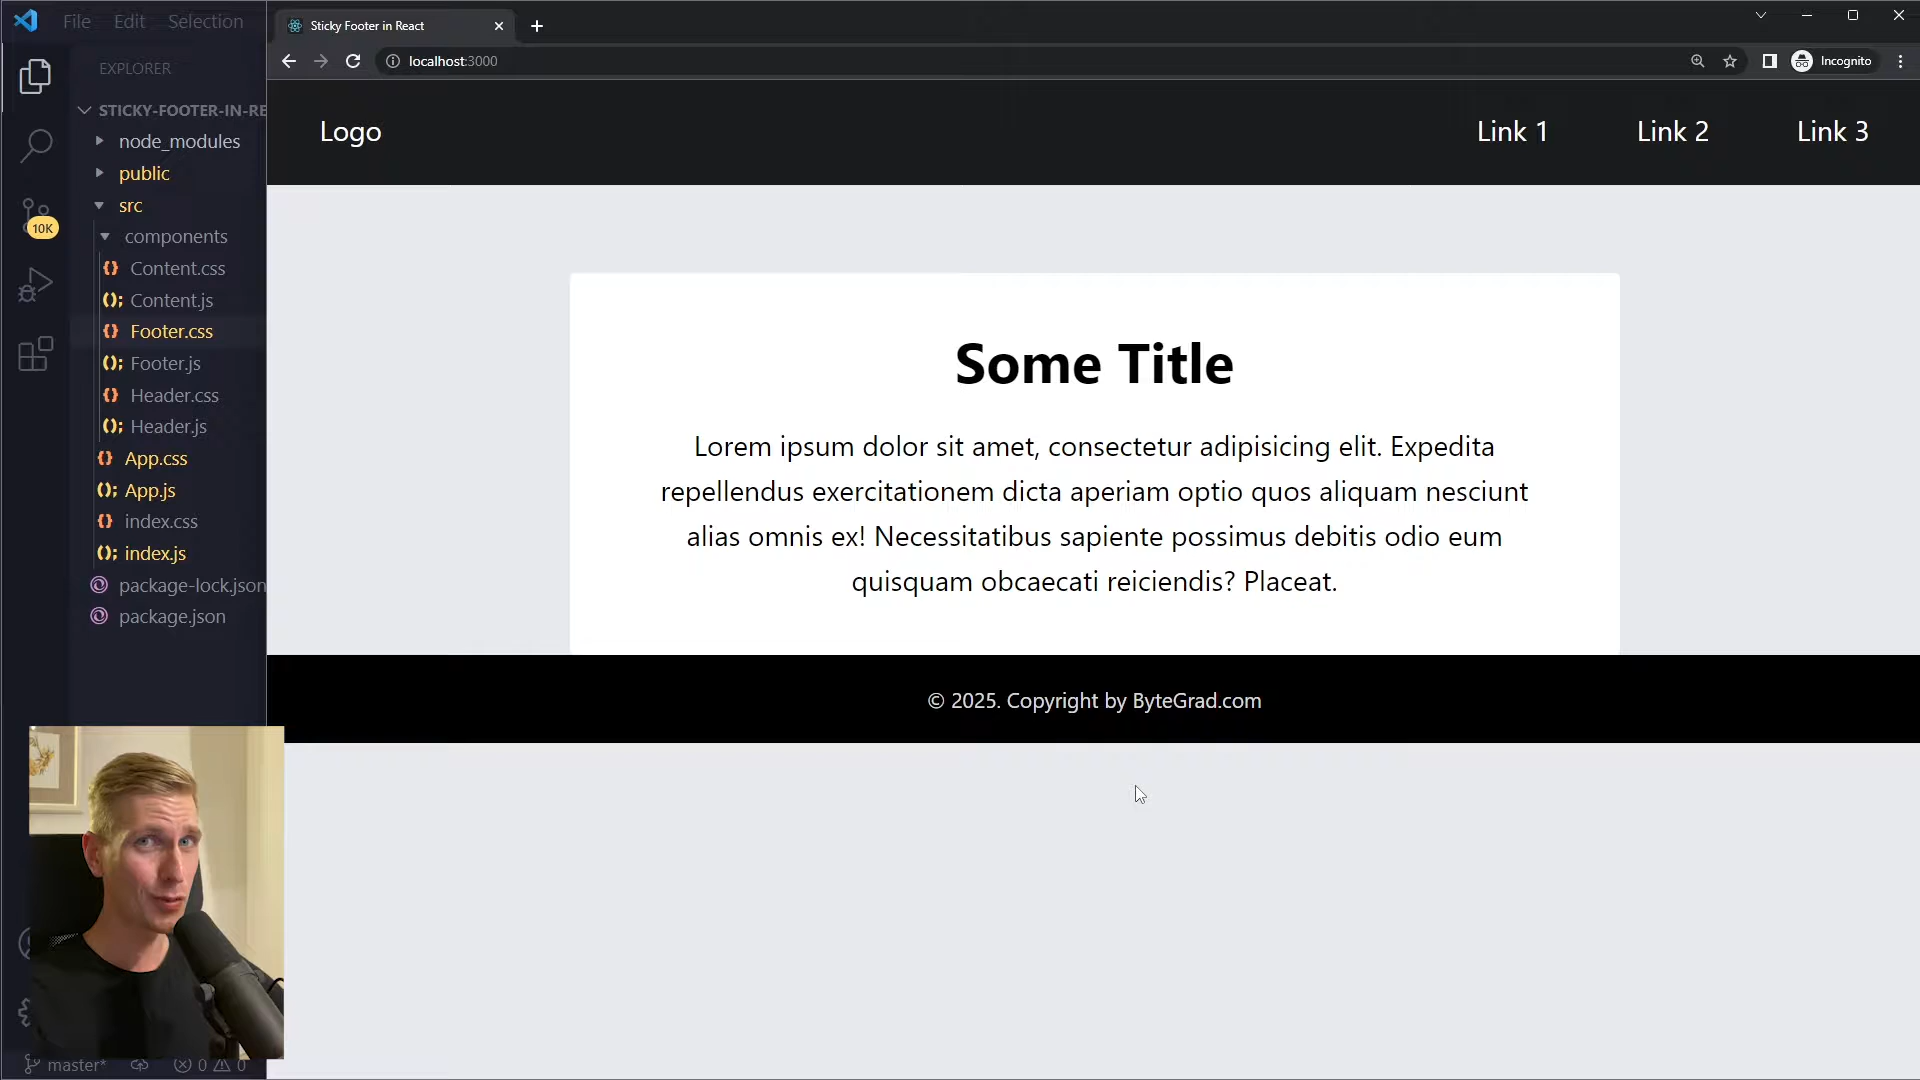 File Edit Selection
Sticky Footer in React
localhost:3000
Incognito
EXPLORER
STICKY-FOOTER-IN-RE
node_modules
public
src
components
Content.css
Content.js
Footer.css
Footer.js
Header.css
Header.js
App.css
App.js
index.css
index.js
package-lock.json
package.json
10K
master*
0
0
Logo
Link 1
Link 2
Link 3
Some Title
Lorem ipsum dolor sit amet, consectetur adipisicing elit. Expedita
repellendus exercitationem dicta aperiam optio quos aliquam nesciunt
alias omnis ex! Necessitatibus sapiente possimus debitis odio eum
quisquam obcaecati reiciendis? Placeat.
© 2025. Copyright by ByteGrad.com